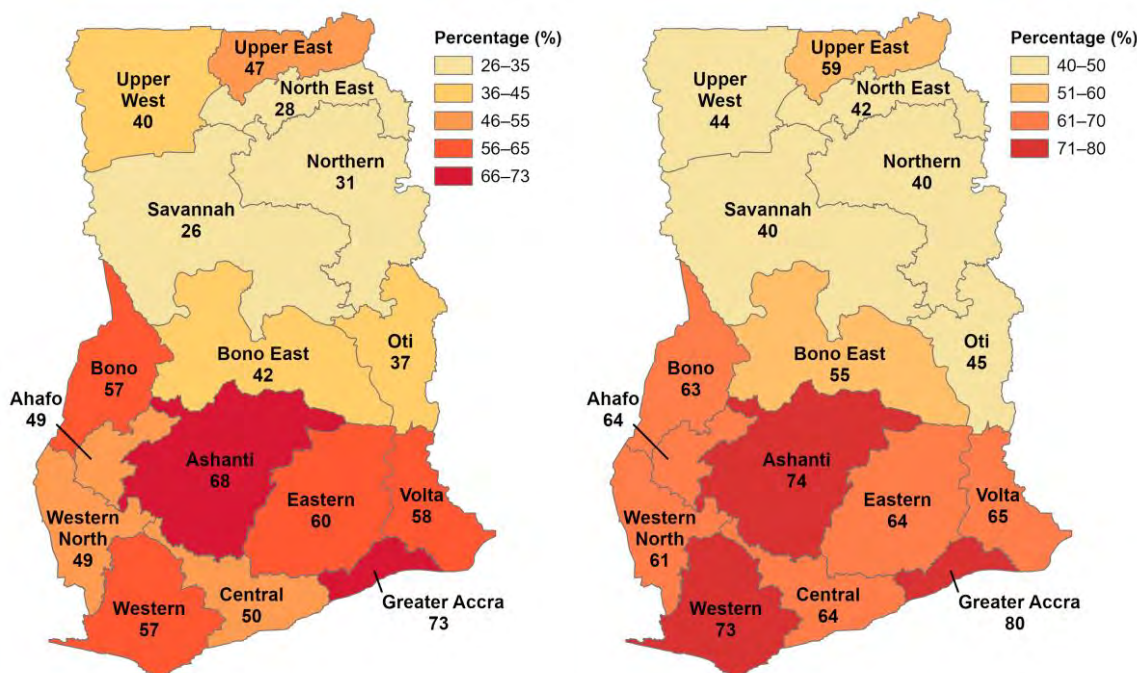 Percentage (%)
26–35
36–45
46–55
56–65
66–73
Upper East
47
Upper
West
40
North East
28
Northern
31
Savannah
26
Bono
57
Bono East
42
Oti
37
Ahafo
49
Ashanti
68
Eastern
60
Volta
58
Western
North
49
Western
57
Central
50
Greater Accra
73
Percentage (%)
40–50
51–60
61–70
71–80
Upper East
59
Upper
West
44
North East
42
Northern
40
Savannah
40
Bono
63
Bono East
55
Oti
45
Ahafo
64
Ashanti
74
Eastern
64
Volta
65
Western
North
61
Western
73
Central
64
Greater Accra
80